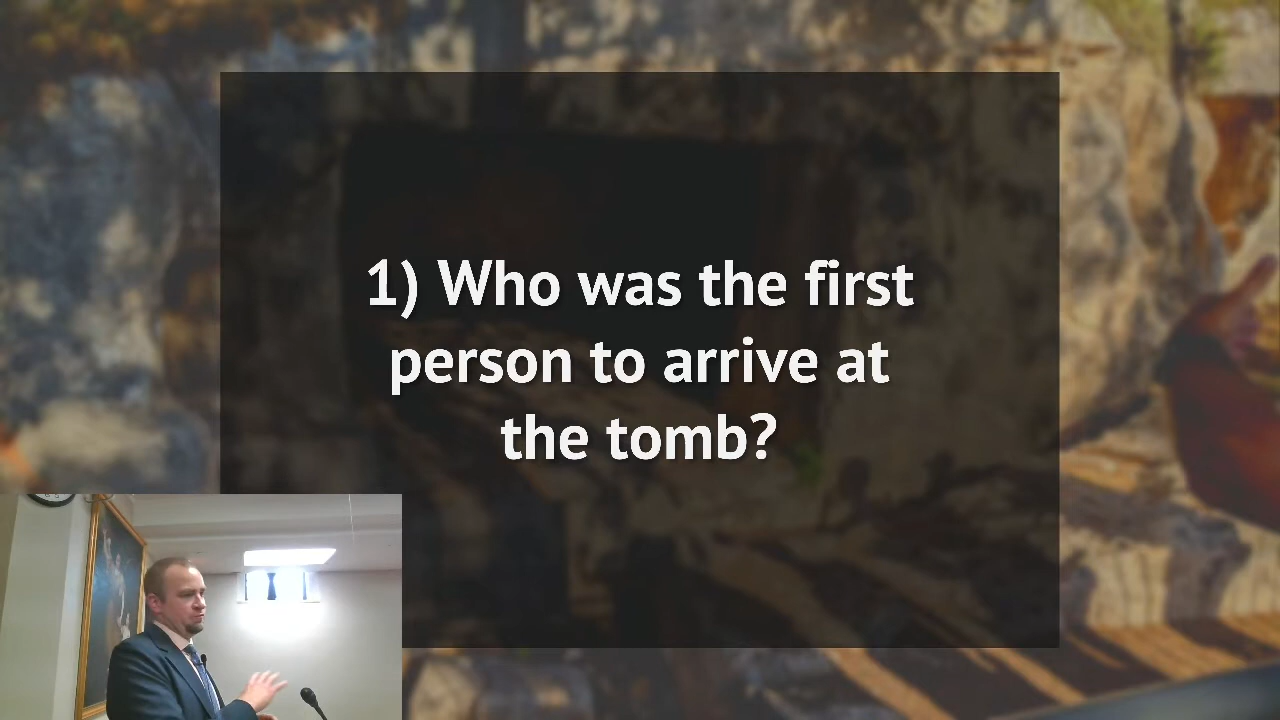 1) Who was the first
person to arrive at
the tomb?